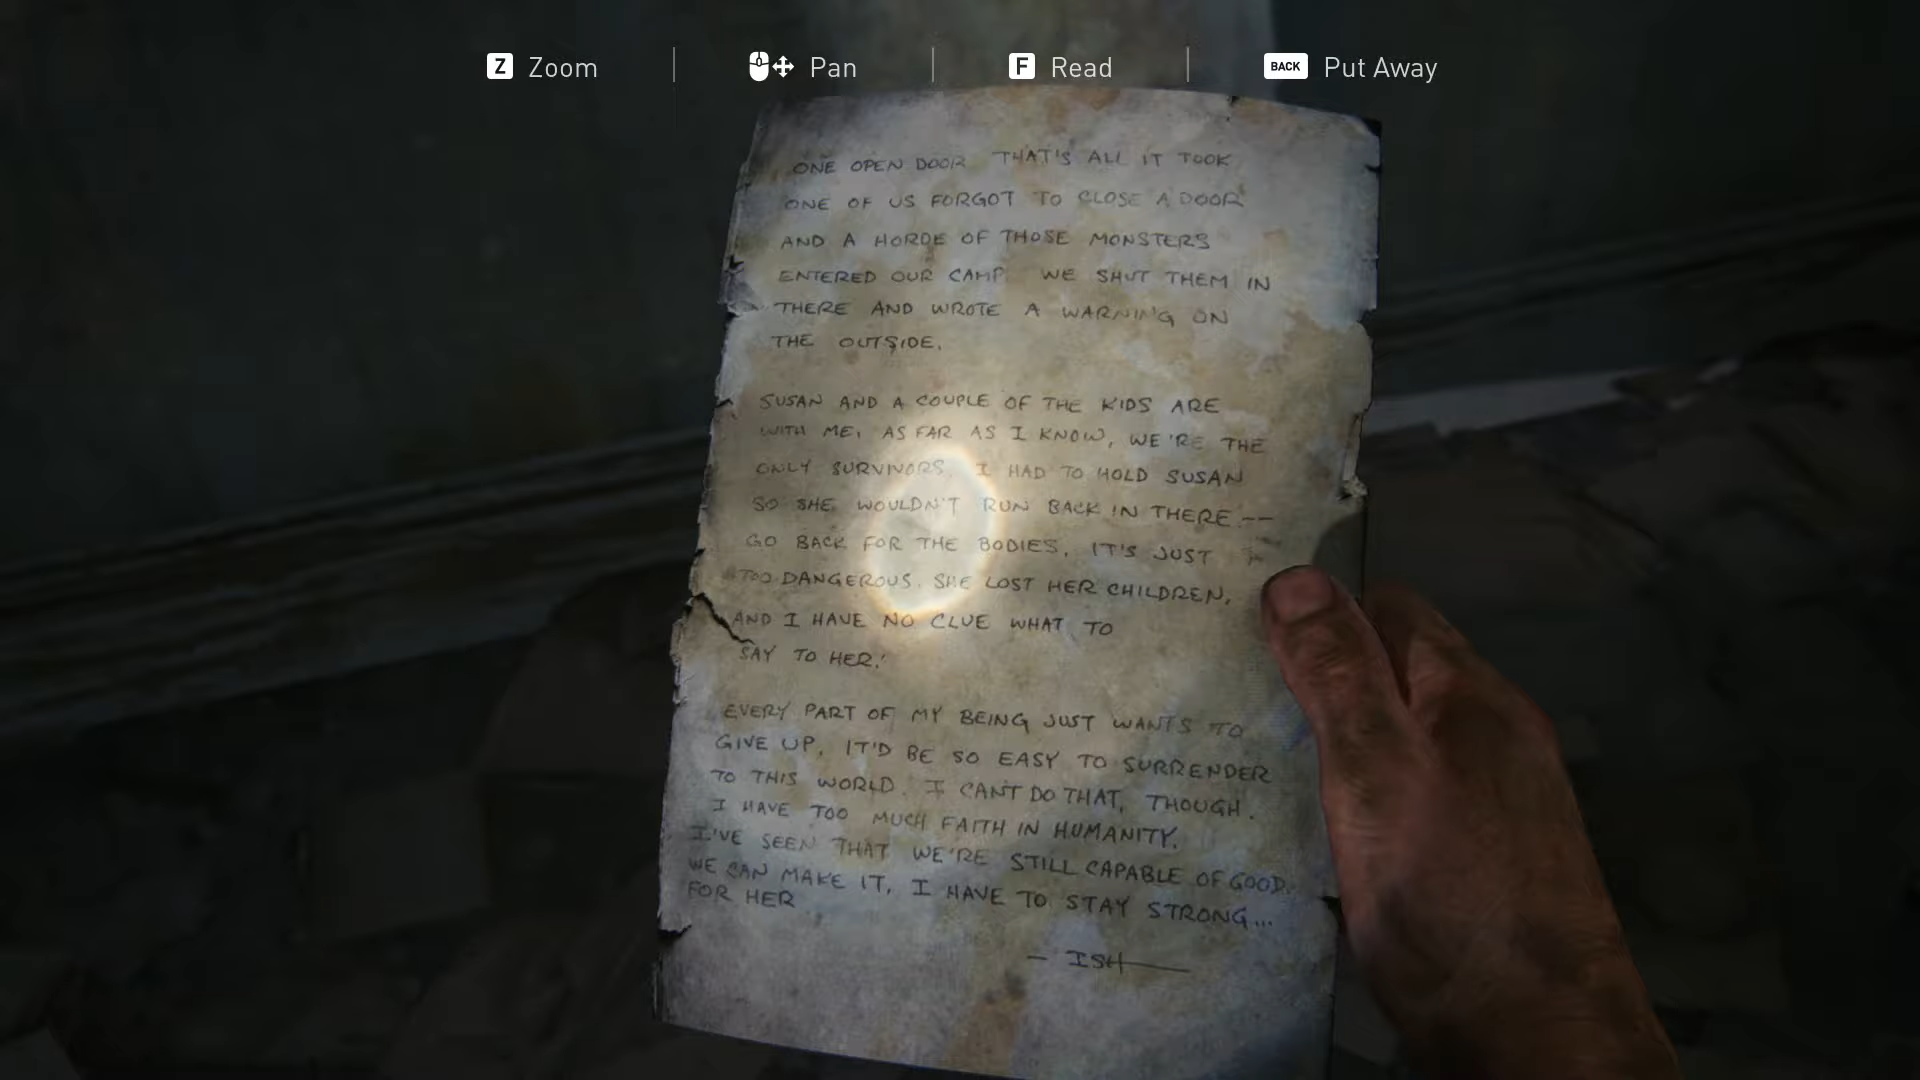 Z Zoom
Pan
F Read
BACK Put Away
ONE OPEN DOOR THAT'S ALL IT TOOK
ONE OF US FORGOT TO CLOSE A DOOR
AND A HORDE OF THOSE MONSTERS
ENTERED OUR CAMP. WE SHUT THEM IN
THERE AND WROTE A WARNING ON
THE OUTSIDE.
SUSAN AND A COUPLE OF THE KIDS ARE
WITH ME. AS FAR AS I KNOW, WE'RE THE
ONLY SURVIVORS. I HAD TO HOLD SUSAN
SO SHE WOULDN'T RUN BACK IN THERE --
GO BACK FOR THE BODIES. IT'S JUST
TOO DANGEROUS. SHE LOST HER CHILDREN,
AND I HAVE NO CLUE WHAT TO
SAY TO HER.
EVERY PART OF MY BEING JUST WANTS TO
GIVE UP. IT'D BE SO EASY TO SURRENDER
TO THIS WORLD. I CAN'T DO THAT, THOUGH.
I HAVE TOO MUCH FAITH IN HUMANITY.
I'VE SEEN THAT WE'RE STILL CAPABLE OF GOOD.
WE CAN MAKE IT. I HAVE TO STAY STRONG...
FOR HER
- ISH